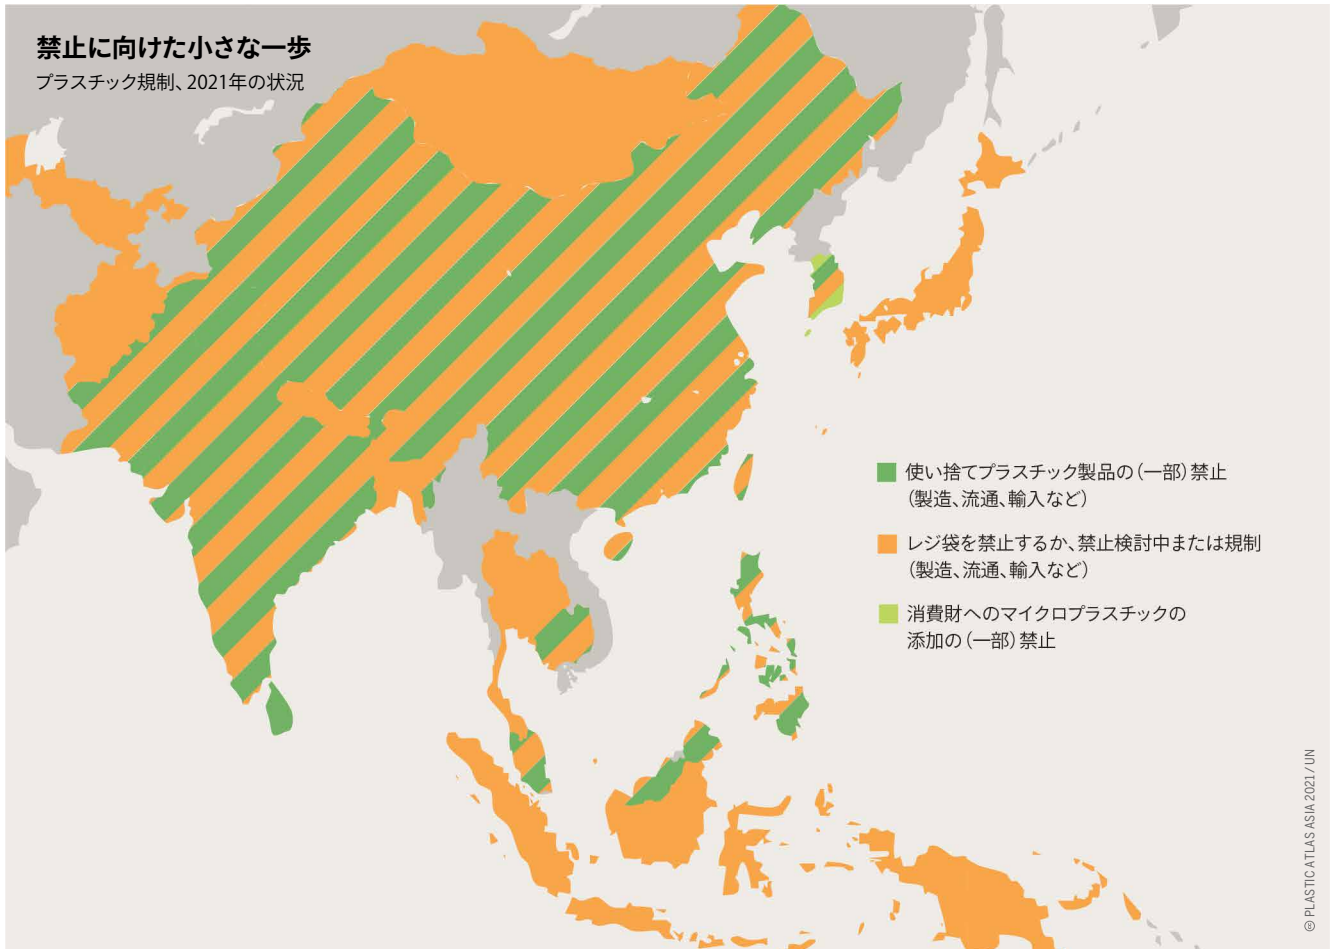 禁止に向けた小さな一歩
プラスチック規制、2021年の状況
使い捨てプラスチック製品の（一部）禁止
（製造、流通、輸入など）
レジ袋を禁止するか、禁止検討中または規制
（製造、流通、輸入など）
消費財へのマイクロプラスチックの
添加の（一部）禁止
© PLASTIC ATLAS ASIA 2021 / UN